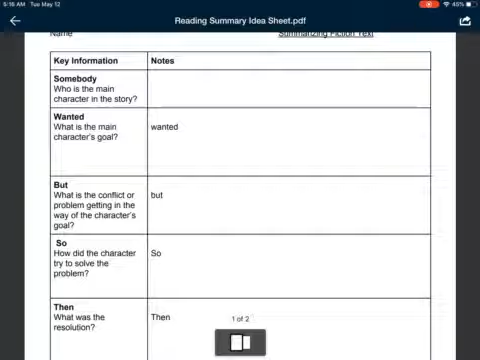 5:16 AM Tue May 12
45%
Reading Summary Idea Sheet.pdf
Name
Summarizing Fiction Text
Key Information
Notes
Somebody
Who is the main
character in the story?
Wanted
What is the main
character's goal?
wanted
But
What is the conflict or
problem getting in the
way of the character's
goal?
but
So
How did the character
try to solve the
problem?
So
Then
What was the
resolution?
Then
1 of 2